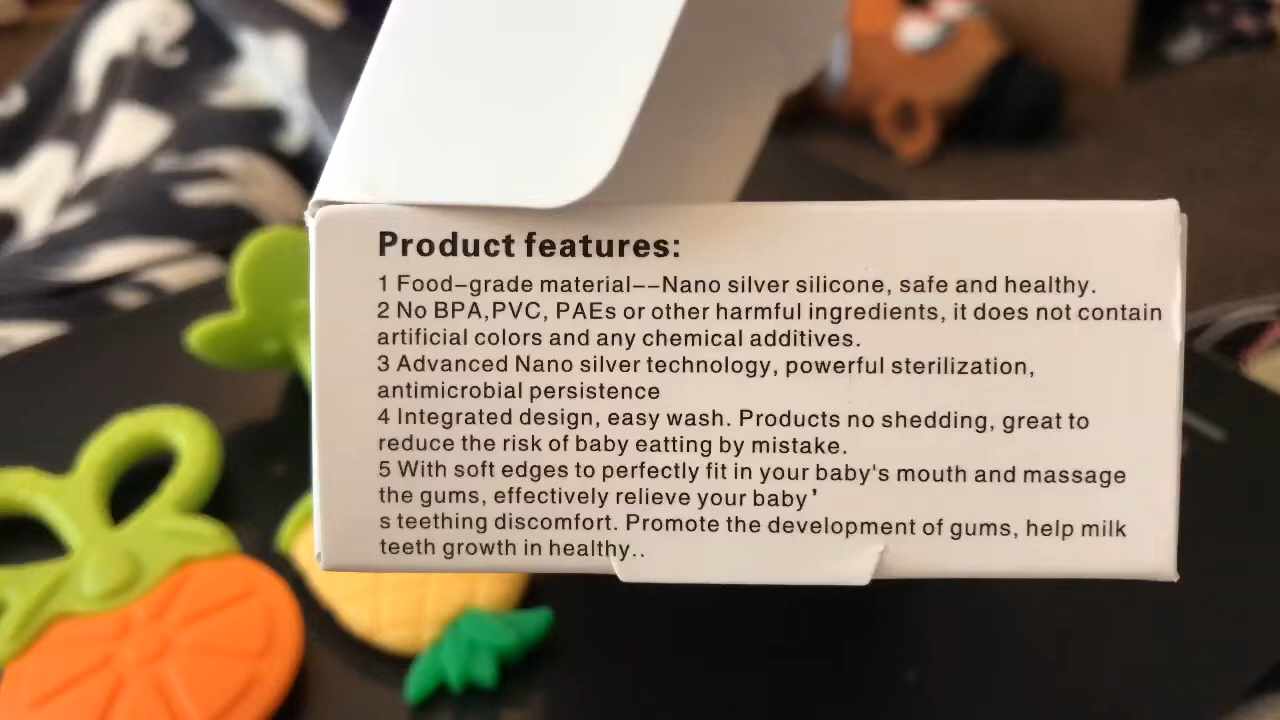 Product features:
1 Food-grade material--Nano silver silicone, safe and healthy.
2 No BPA,PVC, PAEs or other harmful ingredients, it does not contain
artificial colors and any chemical additives.
3 Advanced Nano silver technology, powerful sterilization,
antimicrobial persistence
4 Integrated design, easy wash. Products no shedding, great to
reduce the risk of baby eatting by mistake.
5 With soft edges to perfectly fit in your baby's mouth and massage
the gums, effectively relieve your baby’
s teething discomfort. Promote the development of gums, help milk
teeth growth in healthy..